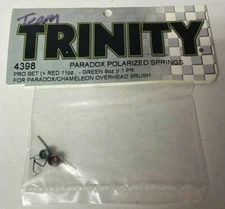 Team
TRINITY
4398 PARADOX POLARIZED SPRINGS
PRO SET (+ RED 11oz. - GREEN 9oz.)/ 1 PR.
FOR PARADOX/CHAMELEON OVERHEAD BRUSH